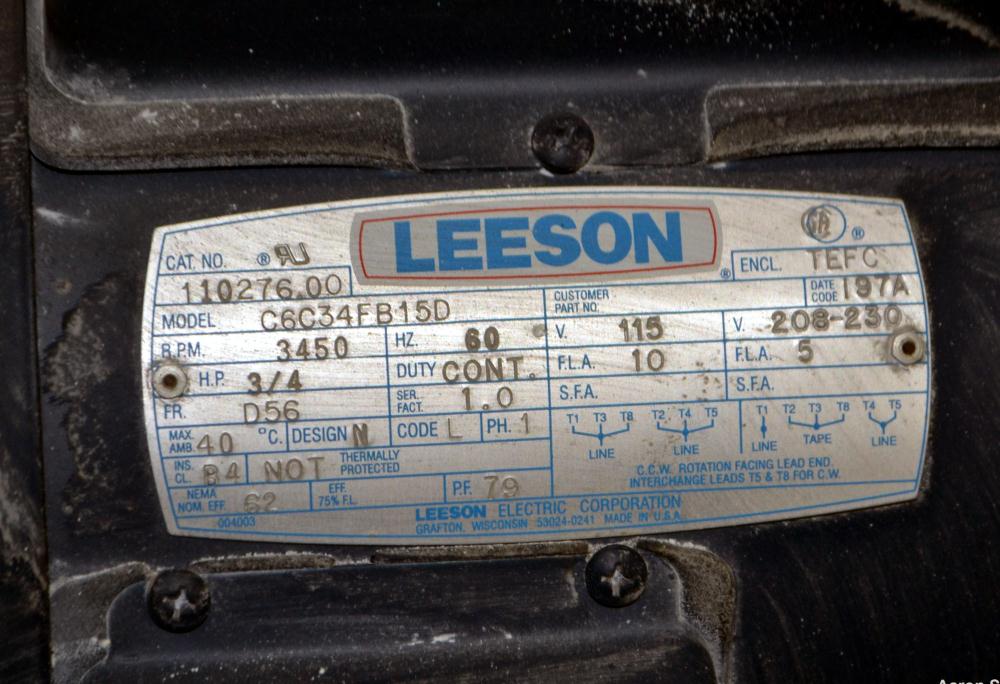 LEESON ®
CAT. NO. ® RU
110276.00
ENCL. TEFC
®
MODEL C6C34FB15D
CUSTOMER PART NO.
DATE CODE 197A
R.P.M. 3450
HZ. 60
V. 115
V. 208-230
H.P. 3/4
DUTY CONT.
F.L.A. 10
F.L.A. 5
FR. D56
SER. FACT. 1.0
S.F.A.
S.F.A.
MAX. AMB. 40 °C.
DESIGN N
CODE L
PH. 1
T1 T3 T8 T2 T4 T5
LINE LINE
T1 T2 T3 T8 T4 T5
LINE TAPE LINE
INS. CL. B4
NOT THERMALLY PROTECTED
C.C.W. ROTATION FACING LEAD END.
INTERCHANGE LEADS T5 & T8 FOR C.W.
NEMA NOM. EFF. 62
EFF. 75% F.L.
P.F. 79
LEESON ELECTRIC CORPORATION
004003
GRAFTON, WISCONSIN 53024-0241 MADE IN U.S.A.
Aaron S